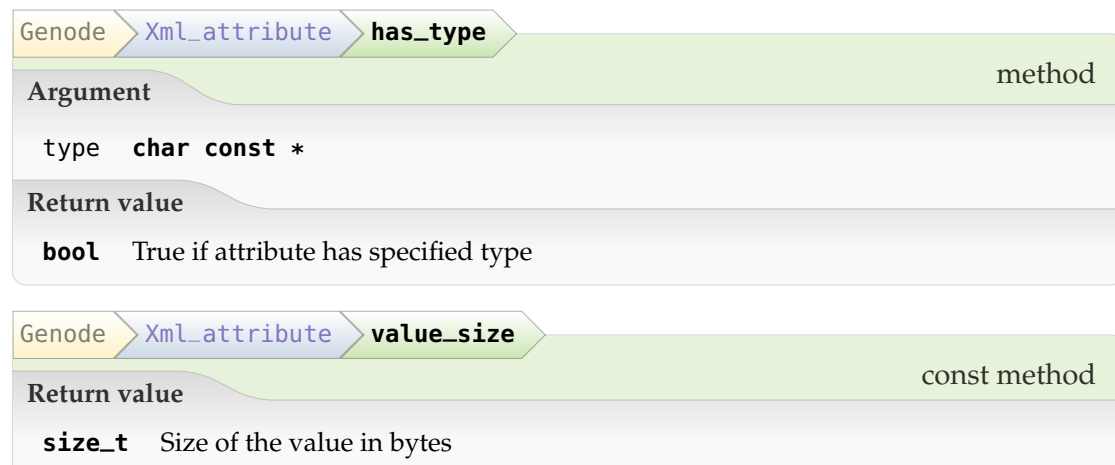 Genode Xml_attribute has_type
method
Argument
type char const *
Return value
bool True if attribute has specified type
Genode Xml_attribute value_size
const method
Return value
size_t Size of the value in bytes